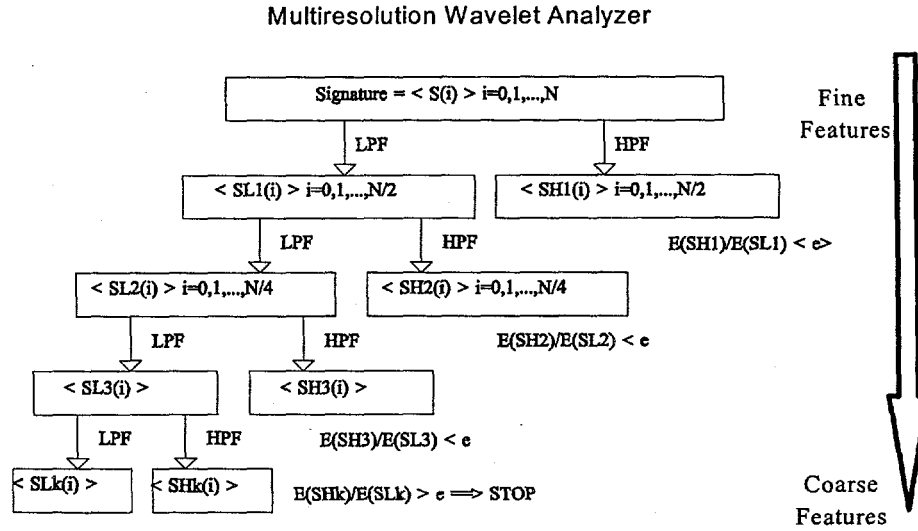 Multiresolution Wavelet Analyzer
Signature = < S(i) > i=0,1,...,N
Fine
Features
LPF
HPF
< SL1(i) > i=0,1,...,N/2
< SH1(i) > i=0,1,...,N/2
LPF
HPF
E(SH1)/E(SL1) < e>
< SL2(i) > i=0,1,...,N/4
< SH2(i) > i=0,1,...,N/4
LPF
HPF
E(SH2)/E(SL2) < e
< SL3(i) >
< SH3(i) >
LPF
HPF
E(SH3)/E(SL3) < e
< SLk(i) >
< SHk(i) >
E(SHk)/E(SLk) > e ==> STOP
Coarse
Features